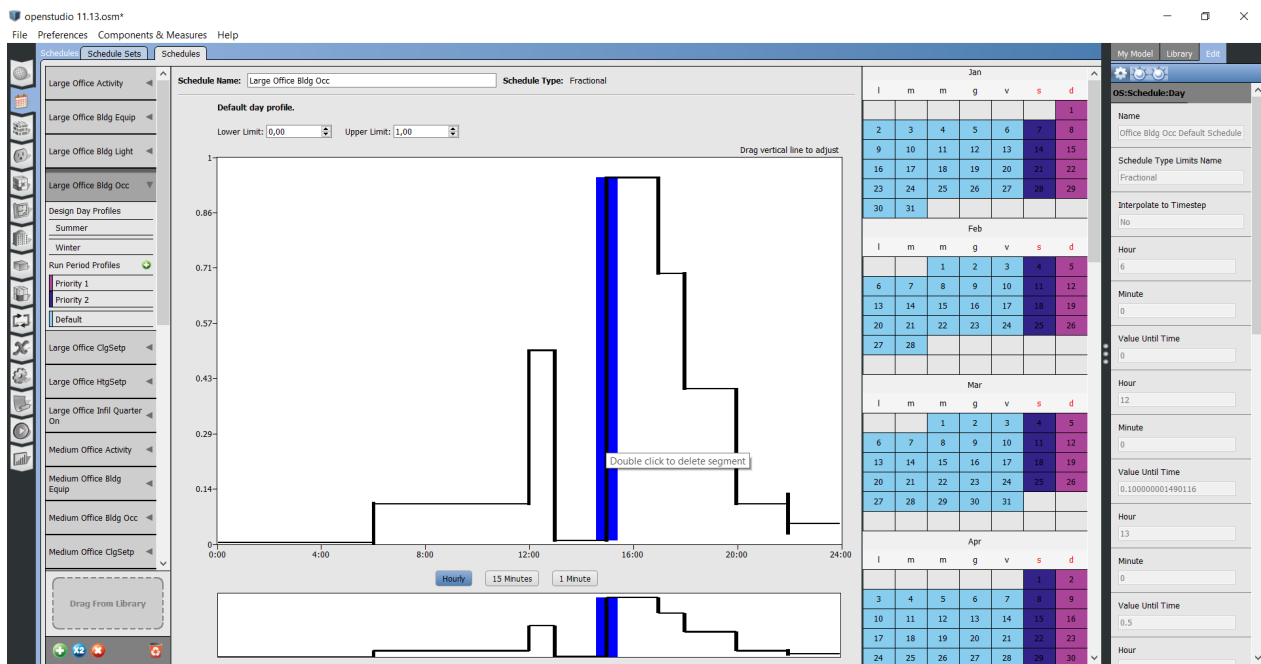 openstudio 11.13.osm*
File Preferences Components & Measures Help
Schedules Schedule Sets Schedules
My Model Library Edit
Large Office Activity
Large Office Bldg Equip
Large Office Bldg Light
Large Office Bldg Occ
Design Day Profiles
Summer
Winter
Run Period Profiles
Priority 1
Priority 2
Default
Large Office ClgSetp
Large Office HtgSetp
Large Office Infil Quarter
On
Medium Office Activity
Medium Office Bldg
Equip
Medium Office Bldg Occ
Medium Office ClgSetp
Drag From Library
X2
Schedule Name: Large Office Bldg Occ Schedule Type: Fractional
Default day profile.
Lower Limit: 0,00 Upper Limit: 1,00
Drag vertical line to adjust
1
0.86
0.71
0.57
0.43
0.29
0.14
0
Double click to delete segment
0:00 4:00 8:00 12:00 16:00 20:00 24:00
Hourly 15 Minutes 1 Minute
Jan
l m m g v s d
1
2 3 4 5 6 7 8
9 10 11 12 13 14 15
16 17 18 19 20 21 22
23 24 25 26 27 28 29
30 31
Feb
l m m g v s d
1 2 3 4 5
6 7 8 9 10 11 12
13 14 15 16 17 18 19
20 21 22 23 24 25 26
27 28
Mar
l m m g v s d
1 2 3 4 5
6 7 8 9 10 11 12
13 14 15 16 17 18 19
20 21 22 23 24 25 26
27 28 29 30 31
Apr
l m m g v s d
1 2
3 4 5 6 7 8 9
10 11 12 13 14 15 16
17 18 19 20 21 22 23
24 25 26 27 28 29 30
OS:Schedule:Day
Name
Office Bldg Occ Default Schedule
Schedule Type Limits Name
Fractional
Interpolate to Timestep
No
Hour
6
Minute
0
Value Until Time
0
Hour
12
Minute
0
Value Until Time
0.100000001490116
Hour
13
Minute
0
Value Until Time
0.5
Hour